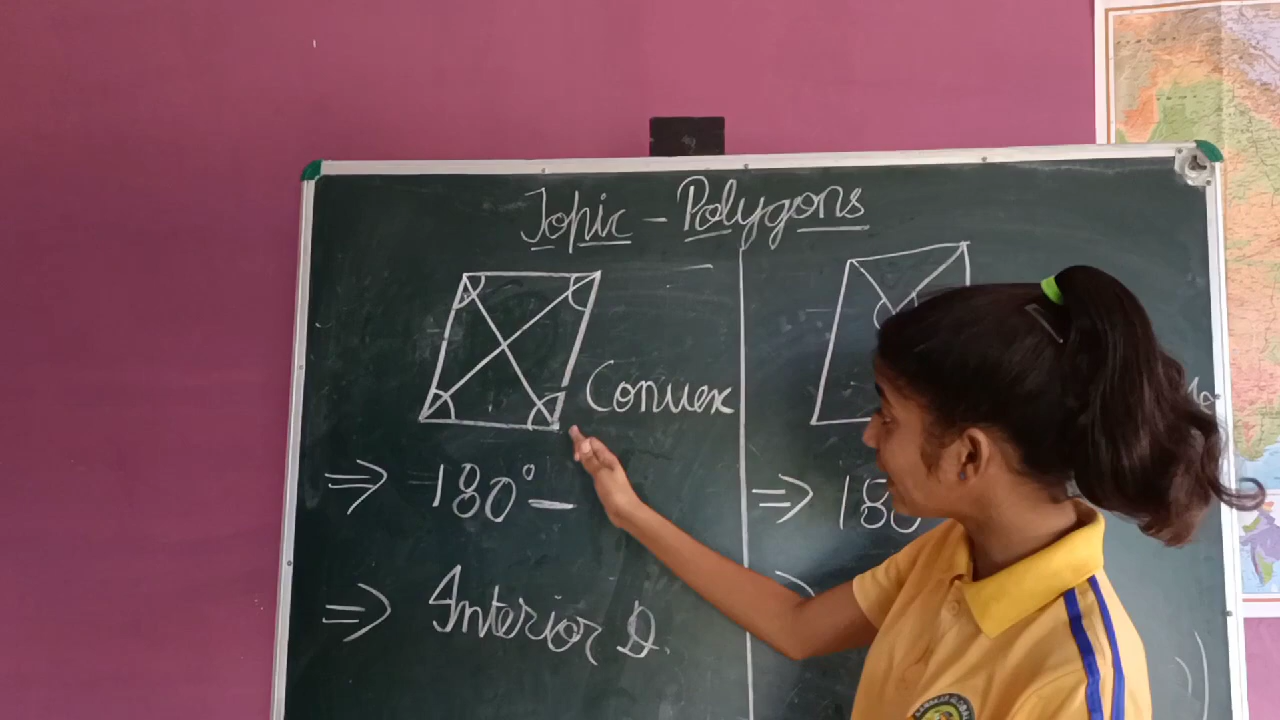 Topic - Polygons
Convex
⇒ 180° -
⇒ 180
⇒ Interior D.